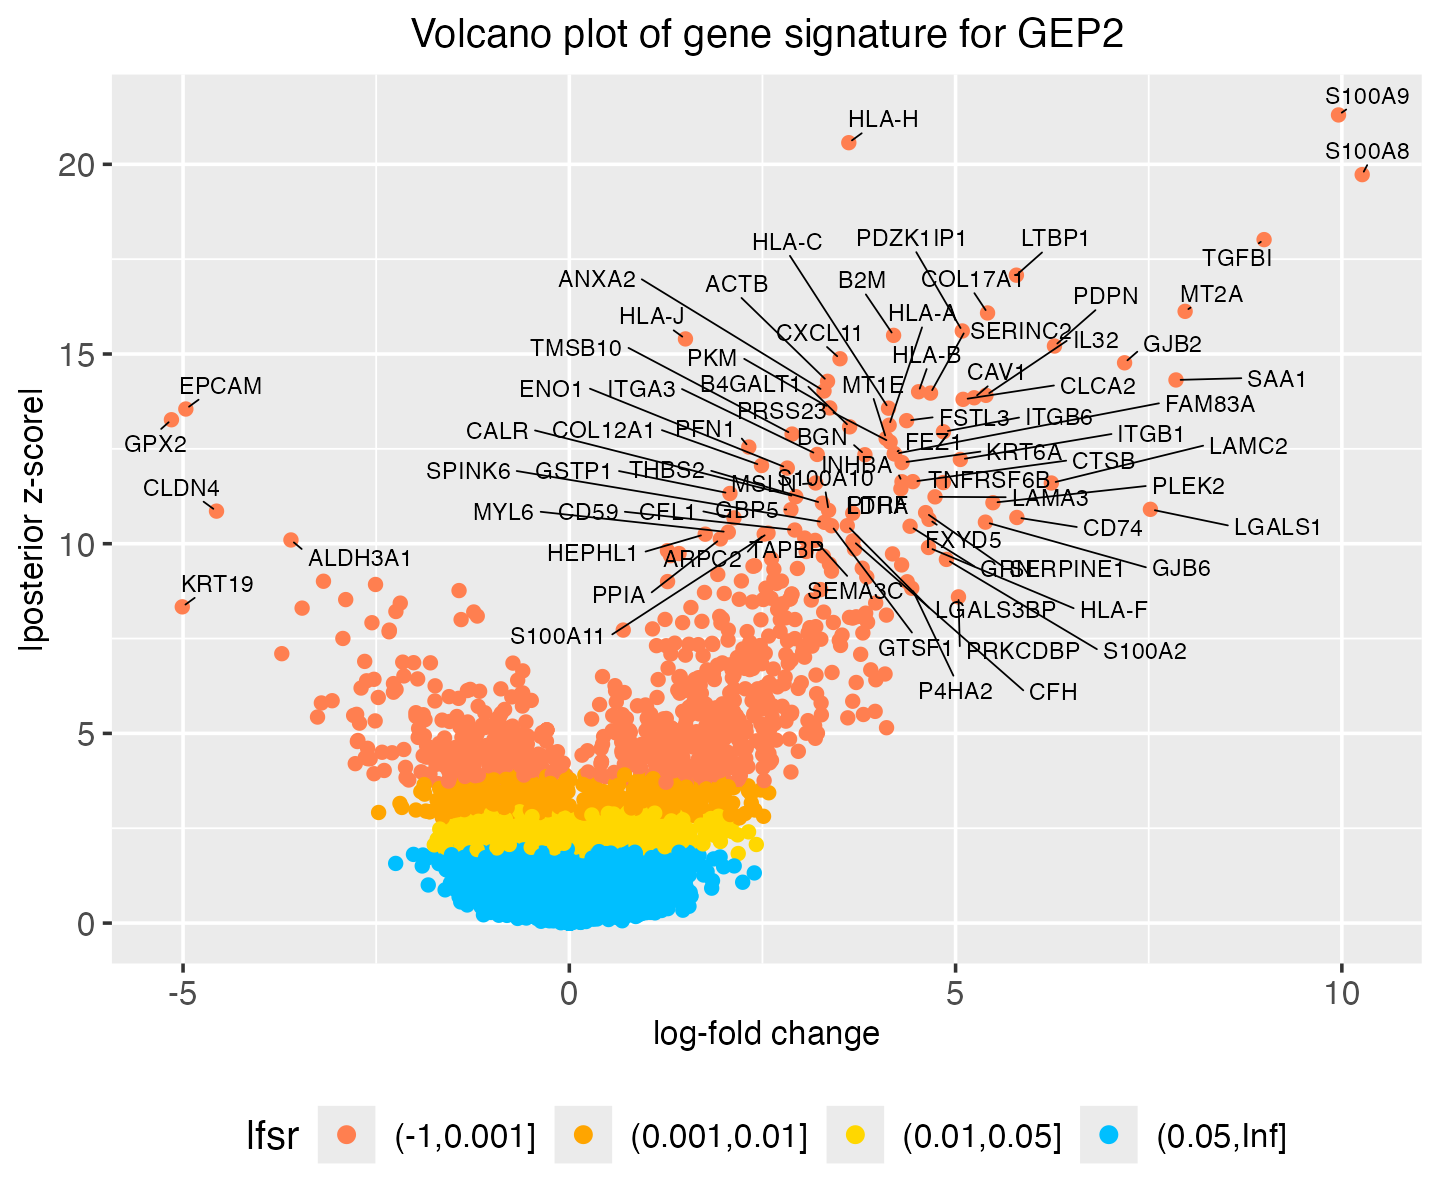 Volcano plot of gene signature for GEP2
S100A9
HLA-H
S100A8
HLA-C
PDZK1IP1
LTBP1
TGFBI
ANXA2
ACTB
B2M
COL17A1
PDPN
MT2A
HLA-J
HLA-A
CXCL11
SERINC2
IL32
GJB2
TMSB10
PKM
HLA-B
CAV1
SAA1
EPCAM
ENO1
ITGA3
B4GALT1
MT1E
CLCA2
FAM83A
PRSS23
FSTL3
ITGB6
GPX2
CALR
COL12A1
PFN1
BGN
FEZ1
ITGB1
LAMC2
KRT6A
CTSB
INHBA
SPINK6
GSTP1
THBS2
S100A10
TNFRSF6B
CLDN4
MSLN
LAMA3
PLEK2
MYL6
CD59
CFL1
GBP5
LGALS1
CD74
ALDH3A1
HEPHL1
ARPC2
TAPBP
FXYD5
GRN
SERPINE1
GJB6
KRT19
PPIA
SEMA3C
LGALS3BP
HLA-F
S100A11
GTSF1
PRKCDBP
S100A2
P4HA2
CFH
20
15
10
5
0
-5
0
5
10
|posterior z-score|
log-fold change
lfsr
(-1,0.001]
(0.001,0.01]
(0.01,0.05]
(0.05,Inf]